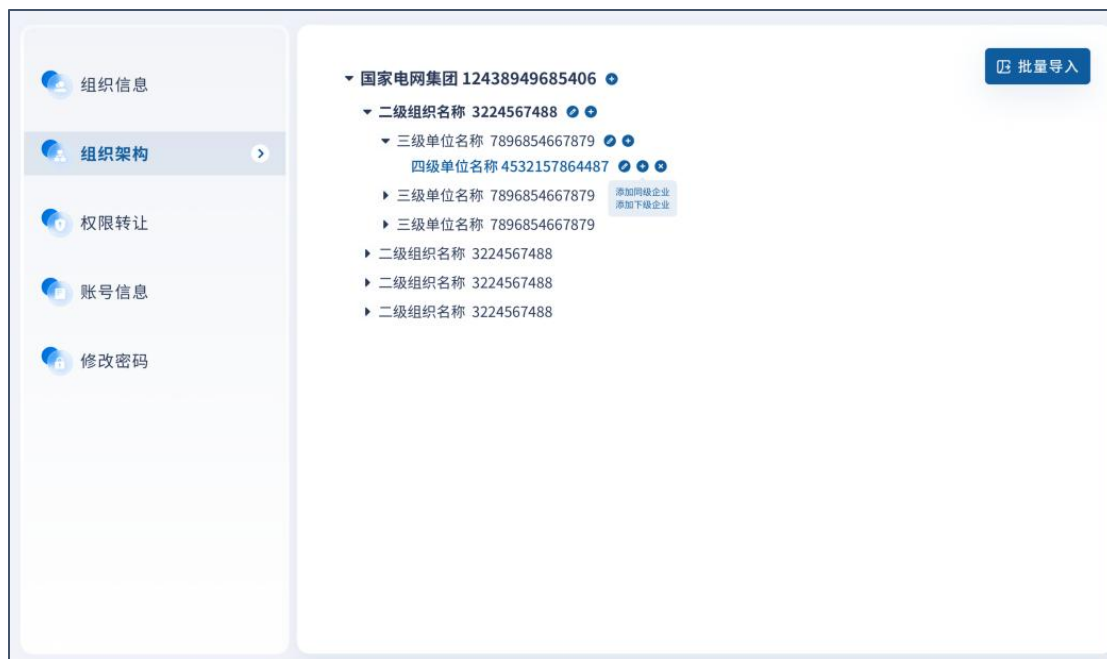 组织信息
组织架构
权限转让
账号信息
修改密码
批量导入
国家电网集团 12438949685406
二级组织名称 3224567488
三级单位名称 7896854667879
四级单位名称 4532157864487
添加同级企业
添加下级企业
三级单位名称 7896854667879
三级单位名称 7896854667879
二级组织名称 3224567488
二级组织名称 3224567488
二级组织名称 3224567488